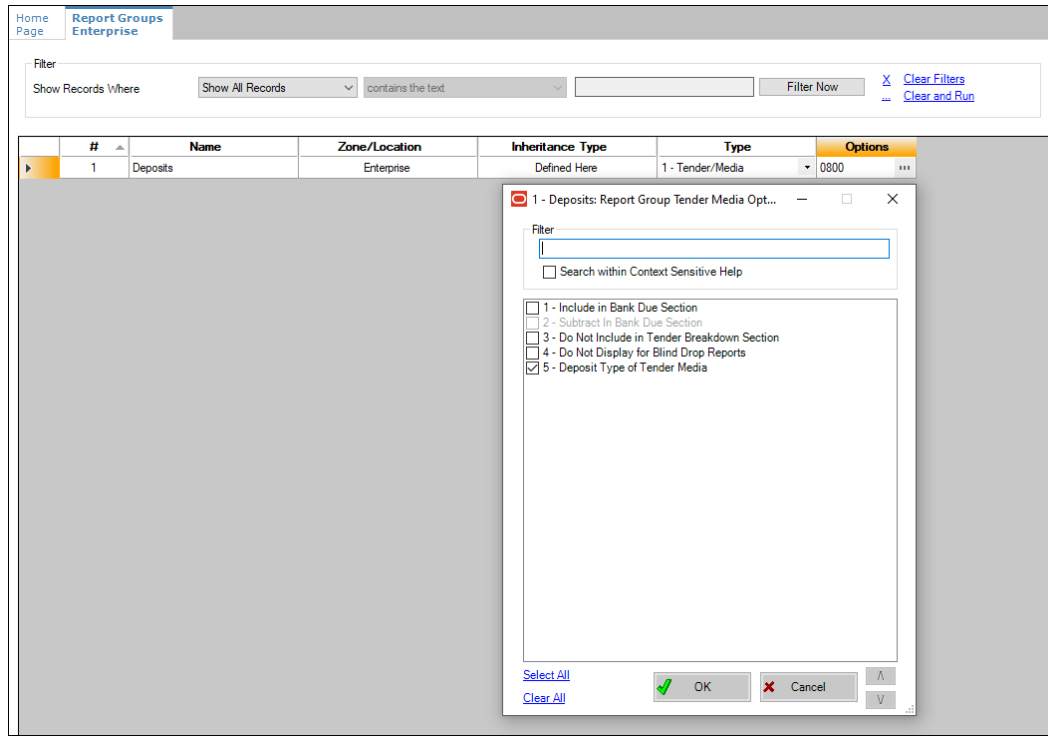 Home Page
Report Groups Enterprise
Filter
Show Records Where
Show All Records
contains the text
Filter Now
X Clear Filters
... Clear and Run
# Name Zone/Location Inheritance Type Type Options
1 Deposits Enterprise Defined Here 1 - Tender/Media 0800 ...
1 - Deposits: Report Group Tender Media Opt...
Filter
Search within Context Sensitive Help
1 - Include in Bank Due Section
2 - Subtract In Bank Due Section
3 - Do Not Include in Tender Breakdown Section
4 - Do Not Display for Blind Drop Reports
5 - Deposit Type of Tender Media
Select All
Clear All
OK
Cancel